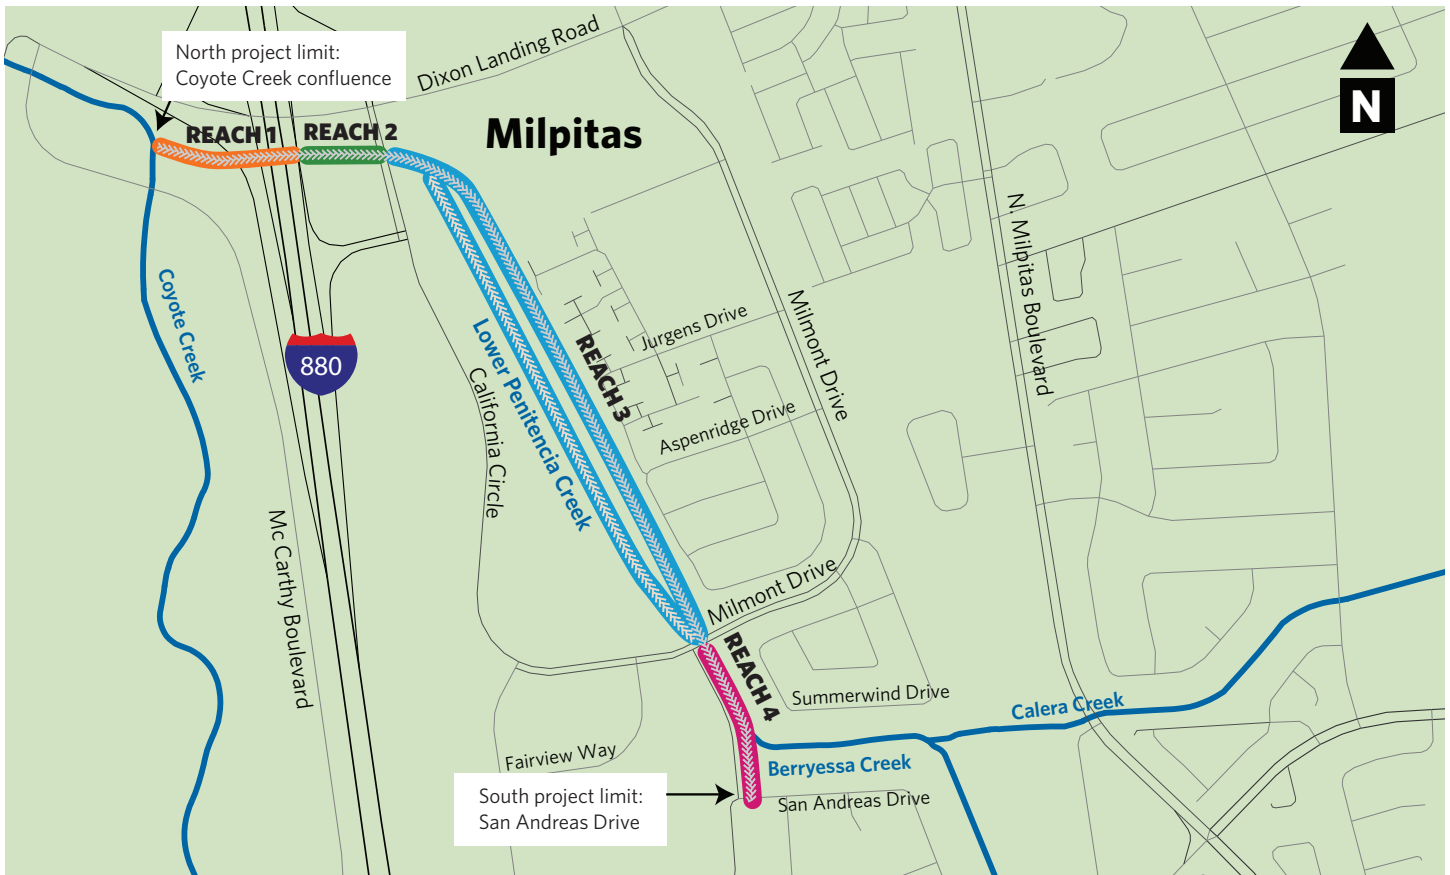 North project limit:
Coyote Creek confluence
Dixon Landing Road
REACH 1
REACH 2
Milpitas
N
N. Milpitas Boulevard
Coyote Creek
880
Lower Penitencia Creek
California Circle
REACH 3
Jurgens Drive
Milmont Drive
Aspenridge Drive
Mc Carthy Boulevard
Milmont Drive
REACH 4
Summerwind Drive
Calera Creek
Fairview Way
Berryessa Creek
South project limit:
San Andreas Drive
San Andreas Drive